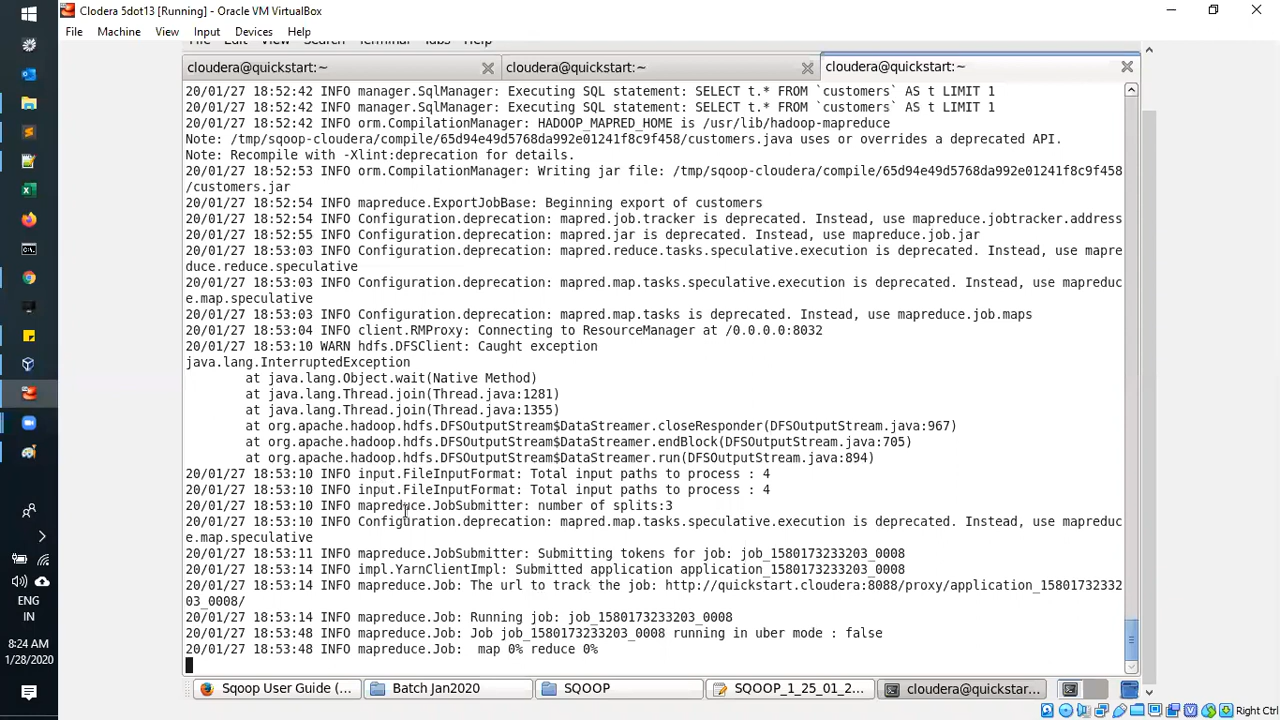 Clodera 5dot13 [Running] - Oracle VM VirtualBox
File Machine View Input Devices Help
File Edit View Search Terminal Tabs Help
cloudera@quickstart:~ cloudera@quickstart:~ cloudera@quickstart:~
20/01/27 18:52:42 INFO manager.SqlManager: Executing SQL statement: SELECT t.* FROM `customers` AS t LIMIT 1
20/01/27 18:52:42 INFO manager.SqlManager: Executing SQL statement: SELECT t.* FROM `customers` AS t LIMIT 1
20/01/27 18:52:42 INFO orm.CompilationManager: HADOOP_MAPRED_HOME is /usr/lib/hadoop-mapreduce
Note: /tmp/sqoop-cloudera/compile/65d94e49d5768da992e01241f8c9f458/customers.java uses or overrides a deprecated API.
Note: Recompile with -Xlint:deprecation for details.
20/01/27 18:52:53 INFO orm.CompilationManager: Writing jar file: /tmp/sqoop-cloudera/compile/65d94e49d5768da992e01241f8c9f458
/customers.jar
20/01/27 18:52:54 INFO mapreduce.ExportJobBase: Beginning export of customers
20/01/27 18:52:54 INFO Configuration.deprecation: mapred.job.tracker is deprecated. Instead, use mapreduce.jobtracker.address
20/01/27 18:52:55 INFO Configuration.deprecation: mapred.jar is deprecated. Instead, use mapreduce.job.jar
20/01/27 18:53:03 INFO Configuration.deprecation: mapred.reduce.tasks.speculative.execution is deprecated. Instead, use mapre
duce.reduce.speculative
20/01/27 18:53:03 INFO Configuration.deprecation: mapred.map.tasks.speculative.execution is deprecated. Instead, use mapreduc
e.map.speculative
20/01/27 18:53:03 INFO Configuration.deprecation: mapred.map.tasks is deprecated. Instead, use mapreduce.job.maps
20/01/27 18:53:04 INFO client.RMProxy: Connecting to ResourceManager at /0.0.0.0:8032
20/01/27 18:53:10 WARN hdfs.DFSClient: Caught exception
java.lang.InterruptedException
at java.lang.Object.wait(Native Method)
at java.lang.Thread.join(Thread.java:1281)
at java.lang.Thread.join(Thread.java:1355)
at org.apache.hadoop.hdfs.DFSOutputStream$DataStreamer.closeResponder(DFSOutputStream.java:967)
at org.apache.hadoop.hdfs.DFSOutputStream$DataStreamer.endBlock(DFSOutputStream.java:705)
at org.apache.hadoop.hdfs.DFSOutputStream$DataStreamer.run(DFSOutputStream.java:894)
20/01/27 18:53:10 INFO input.FileInputFormat: Total input paths to process : 4
20/01/27 18:53:10 INFO input.FileInputFormat: Total input paths to process : 4
20/01/27 18:53:10 INFO mapreduce.JobSubmitter: number of splits:3
20/01/27 18:53:10 INFO Configuration.deprecation: mapred.map.tasks.speculative.execution is deprecated. Instead, use mapreduc
e.map.speculative
20/01/27 18:53:11 INFO mapreduce.JobSubmitter: Submitting tokens for job: job_1580173233203_0008
20/01/27 18:53:14 INFO impl.YarnClientImpl: Submitted application application_1580173233203_0008
20/01/27 18:53:14 INFO mapreduce.Job: The url to track the job: http://quickstart.cloudera:8088/proxy/application_15801732332
03_0008/
20/01/27 18:53:14 INFO mapreduce.Job: Running job: job_1580173233203_0008
20/01/27 18:53:48 INFO mapreduce.Job: Job job_1580173233203_0008 running in uber mode : false
20/01/27 18:53:48 INFO mapreduce.Job:  map 0% reduce 0%
ENG
IN
8:24 AM
1/28/2020
Sqoop User Guide (... Batch Jan2020 SQOOP SQOOP_1_25_01_2... cloudera@quickstar...
Right Ctrl